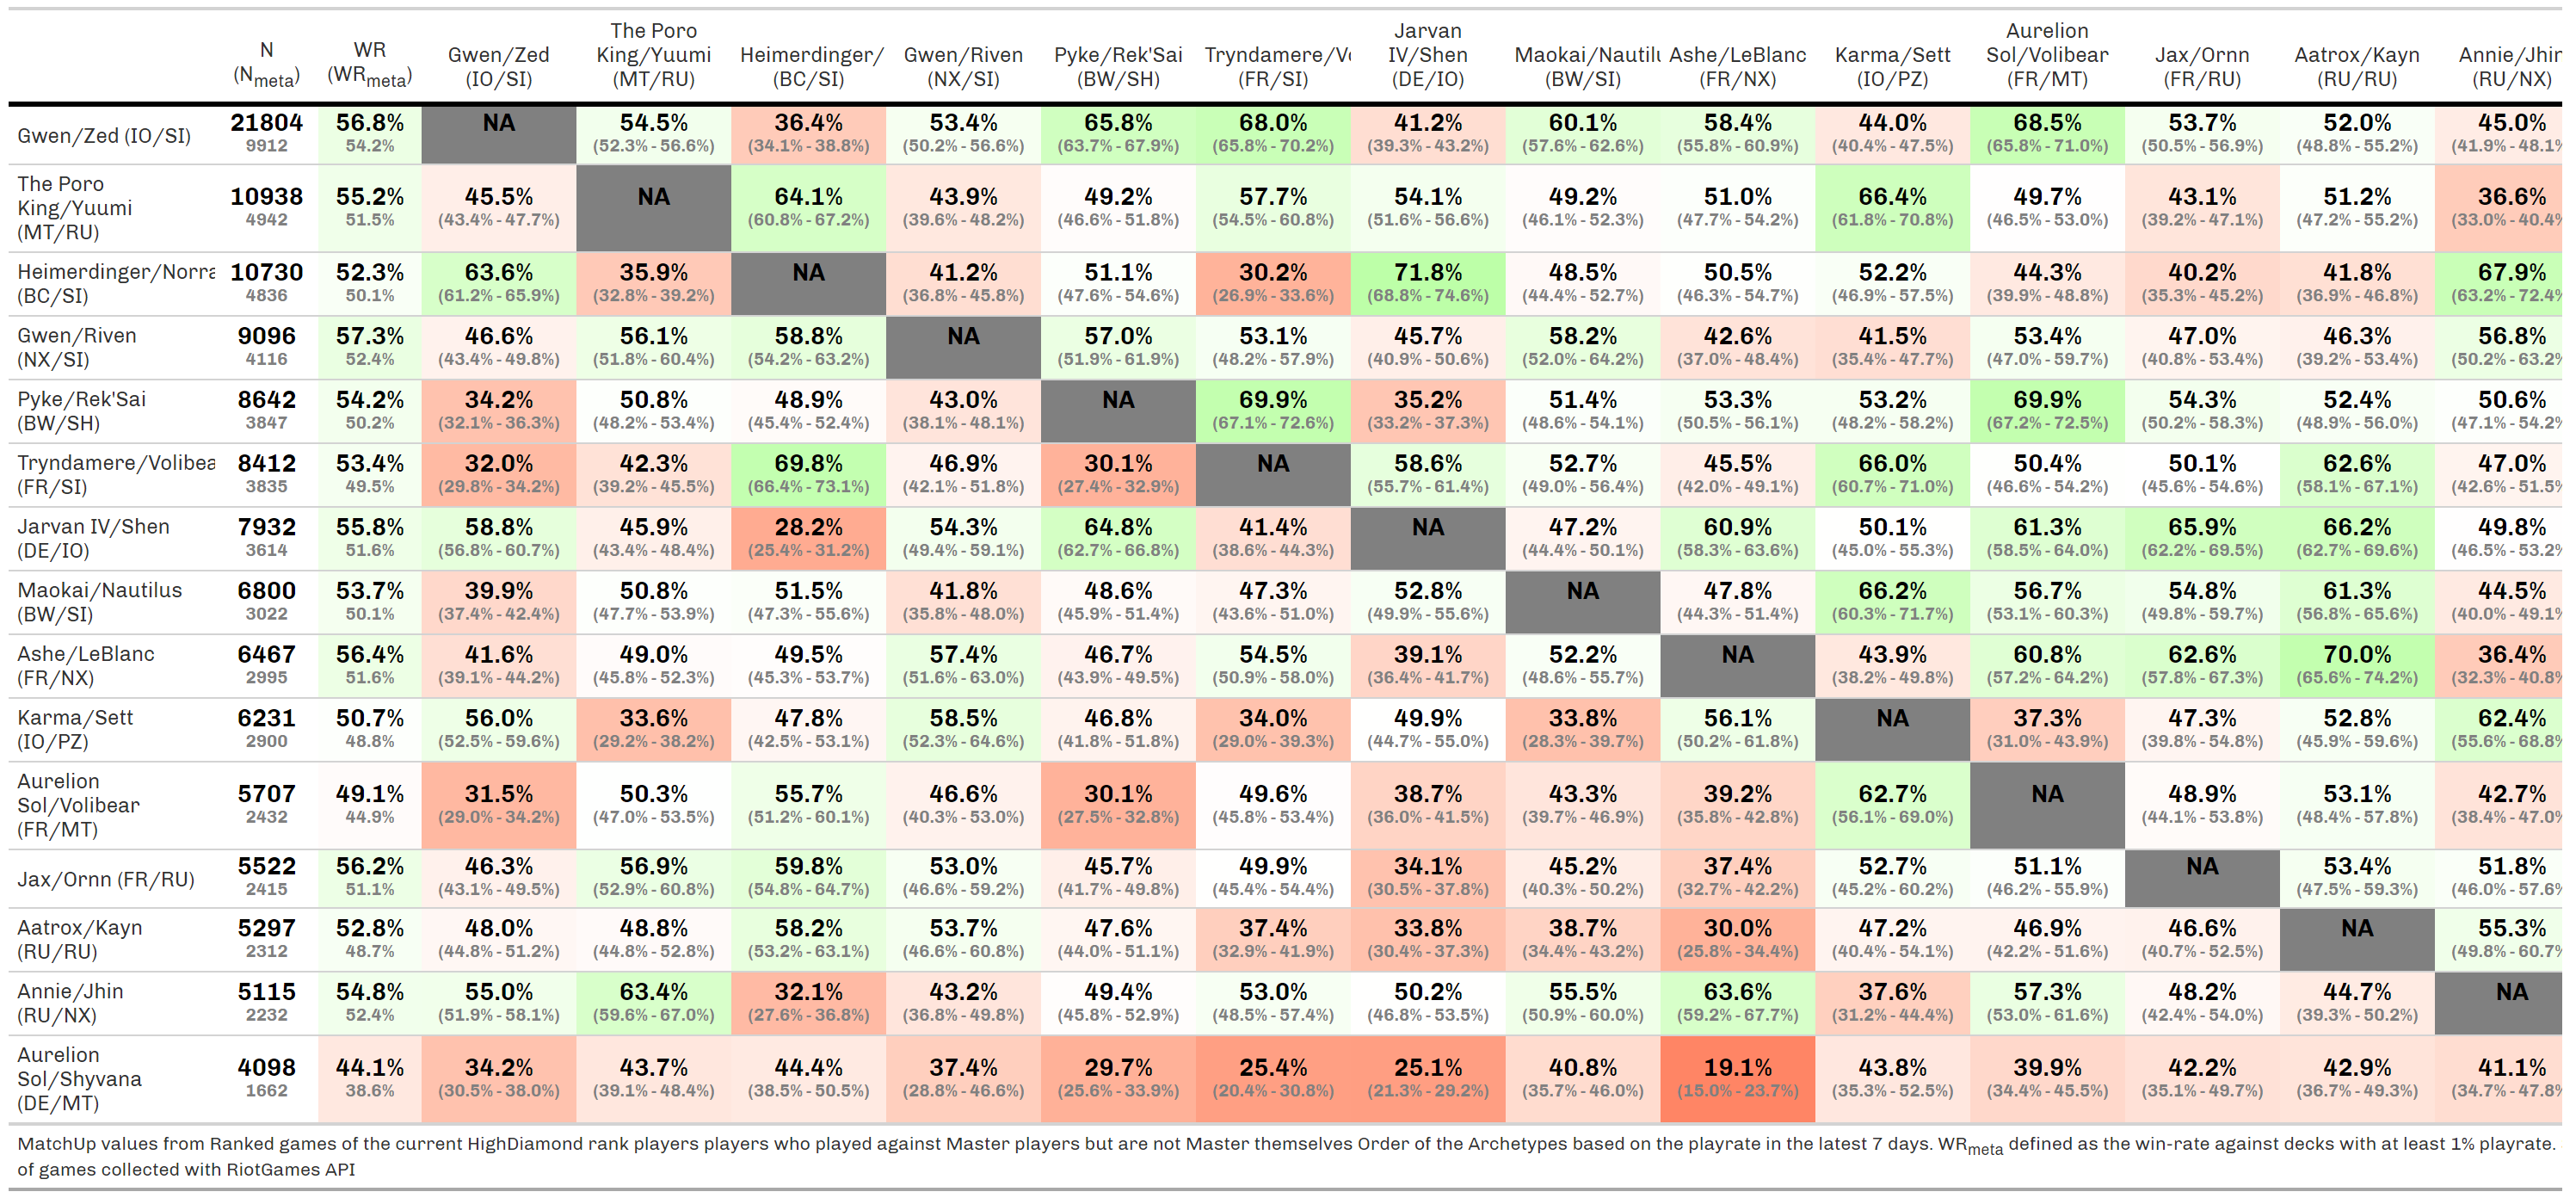 The Poro Jarvan Aurelion
N WR Gwen/Zed King/Yuumi Heimerdinger/ Gwen/Riven Pyke/Rek'Sai Tryndamere/Vo IV/Shen Maokai/Nautilu Ashe/LeBlanc Karma/Sett Sol/Volibear Jax/Ornn Aatrox/Kayn Annie/Jhin
(Nmeta) (WRmeta) (IO/SI) (MT/RU) (BC/SI) (NX/SI) (BW/SH) (FR/SI) (DE/IO) (BW/SI) (FR/NX) (IO/PZ) (FR/MT) (FR/RU) (RU/RU) (RU/NX)
Gwen/Zed (IO/SI) 21804 56.8% NA 54.5% 36.4% 53.4% 65.8% 68.0% 41.2% 60.1% 58.4% 44.0% 68.5% 53.7% 52.0% 45.0%
9912 54.2% (52.3% - 56.6%) (34.1% - 38.8%) (50.2% - 56.6%) (63.7% - 67.9%) (65.8% - 70.2%) (39.3% - 43.2%) (57.6% - 62.6%) (55.8% - 60.9%) (40.4% - 47.5%) (65.8% - 71.0%) (50.5% - 56.9%) (48.8% - 55.2%) (41.9% - 48.1%
The Poro
King/Yuumi 10938 55.2% 45.5% NA 64.1% 43.9% 49.2% 57.7% 54.1% 49.2% 51.0% 66.4% 49.7% 43.1% 51.2% 36.6%
(MT/RU) 4942 51.5% (43.4% - 47.7%) (60.8% - 67.2%) (39.6% - 48.2%) (46.6% - 51.8%) (54.5% - 60.8%) (51.6% - 56.6%) (46.1% - 52.3%) (47.7% - 54.2%) (61.8% - 70.8%) (46.5% - 53.0%) (39.2% - 47.1%) (47.2% - 55.2%) (33.0% - 40.4%
Heimerdinger/Norra 10730 52.3% 63.6% 35.9% NA 41.2% 51.1% 30.2% 71.8% 48.5% 50.5% 52.2% 44.3% 40.2% 41.8% 67.9%
(BC/SI) 4836 50.1% (61.2% - 65.9%) (32.8% - 39.2%) (36.8% - 45.8%) (47.6% - 54.6%) (26.9% - 33.6%) (68.8% - 74.6%) (44.4% - 52.7%) (46.3% - 54.7%) (46.9% - 57.5%) (39.9% - 48.8%) (35.3% - 45.2%) (36.9% - 46.8%) (63.2% - 72.4%
Gwen/Riven 9096 57.3% 46.6% 56.1% 58.8% NA 57.0% 53.1% 45.7% 58.2% 42.6% 41.5% 53.4% 47.0% 46.3% 56.8%
(NX/SI) 4116 52.4% (43.4% - 49.8%) (51.8% - 60.4%) (54.2% - 63.2%) (51.9% - 61.9%) (48.2% - 57.9%) (40.9% - 50.6%) (52.0% - 64.2%) (37.0% - 48.4%) (35.4% - 47.7%) (47.0% - 59.7%) (40.8% - 53.4%) (39.2% - 53.4%) (50.2% - 63.2%
Pyke/Rek'Sai 8642 54.2% 34.2% 50.8% 48.9% 43.0% NA 69.9% 35.2% 51.4% 53.3% 53.2% 69.9% 54.3% 52.4% 50.6%
(BW/SH) 3847 50.2% (32.1% - 36.3%) (48.2% - 53.4%) (45.4% - 52.4%) (38.1% - 48.1%) (67.1% - 72.6%) (33.2% - 37.3%) (48.6% - 54.1%) (50.5% - 56.1%) (48.2% - 58.2%) (67.2% - 72.5%) (50.2% - 58.3%) (48.9% - 56.0%) (47.1% - 54.2%
Tryndamere/Volibea 8412 53.4% 32.0% 42.3% 69.8% 46.9% 30.1% NA 58.6% 52.7% 45.5% 66.0% 50.4% 50.1% 62.6% 47.0%
(FR/SI) 3835 49.5% (29.8% - 34.2%) (39.2% - 45.5%) (66.4% - 73.1%) (42.1% - 51.8%) (27.4% - 32.9%) (55.7% - 61.4%) (49.0% - 56.4%) (42.0% - 49.1%) (60.7% - 71.0%) (46.6% - 54.2%) (45.6% - 54.6%) (58.1% - 67.1%) (42.6% - 51.5%
Jarvan IV/Shen 7932 55.8% 58.8% 45.9% 28.2% 54.3% 64.8% 41.4% NA 47.2% 60.9% 50.1% 61.3% 65.9% 66.2% 49.8%
(DE/IO) 3614 51.6% (56.8% - 60.7%) (43.4% - 48.4%) (25.4% - 31.2%) (49.4% - 59.1%) (62.7% - 66.8%) (38.6% - 44.3%) (44.4% - 50.1%) (58.3% - 63.6%) (45.0% - 55.3%) (58.5% - 64.0%) (62.2% - 69.5%) (62.7% - 69.6%) (46.5% - 53.2%
Maokai/Nautilus 6800 53.7% 39.9% 50.8% 51.5% 41.8% 48.6% 47.3% 52.8% NA 47.8% 66.2% 56.7% 54.8% 61.3% 44.5%
(BW/SI) 3022 50.1% (37.4% - 42.4%) (47.7% - 53.9%) (47.3% - 55.6%) (35.8% - 48.0%) (45.9% - 51.4%) (43.6% - 51.0%) (49.9% - 55.6%) (44.3% - 51.4%) (60.3% - 71.7%) (53.1% - 60.3%) (49.8% - 59.7%) (56.8% - 65.6%) (40.0% - 49.1%
Ashe/LeBlanc 6467 56.4% 41.6% 49.0% 49.5% 57.4% 46.7% 54.5% 39.1% 52.2% NA 43.9% 60.8% 62.6% 70.0% 36.4%
(FR/NX) 2995 51.6% (39.1% - 44.2%) (45.8% - 52.3%) (45.3% - 53.7%) (51.6% - 63.0%) (43.9% - 49.5%) (50.9% - 58.0%) (36.4% - 41.7%) (48.6% - 55.7%) (38.2% - 49.8%) (57.2% - 64.2%) (57.8% - 67.3%) (65.6% - 74.2%) (32.3% - 40.8%
Karma/Sett 6231 50.7% 56.0% 33.6% 47.8% 58.5% 46.8% 34.0% 49.9% 33.8% 56.1% NA 37.3% 47.3% 52.8% 62.4%
(IO/PZ) 2900 48.8% (52.5% - 59.6%) (29.2% - 38.2%) (42.5% - 53.1%) (52.3% - 64.6%) (41.8% - 51.8%) (29.0% - 39.3%) (44.7% - 55.0%) (28.3% - 39.7%) (50.2% - 61.8%) (31.0% - 43.9%) (39.8% - 54.8%) (45.9% - 59.6%) (55.6% - 68.8%
Aurelion
Sol/Volibear 5707 49.1% 31.5% 50.3% 55.7% 46.6% 30.1% 49.6% 38.7% 43.3% 39.2% 62.7% NA 48.9% 53.1% 42.7%
(FR/MT) 2432 44.9% (29.0% - 34.2%) (47.0% - 53.5%) (51.2% - 60.1%) (40.3% - 53.0%) (27.5% - 32.8%) (45.8% - 53.4%) (36.0% - 41.5%) (39.7% - 46.9%) (35.8% - 42.8%) (56.1% - 69.0%) (44.1% - 53.8%) (48.4% - 57.8%) (38.4% - 47.0%
Jax/Ornn (FR/RU) 5522 56.2% 46.3% 56.9% 59.8% 53.0% 45.7% 49.9% 34.1% 45.2% 37.4% 52.7% 51.1% NA 53.4% 51.8%
2415 51.1% (43.1% - 49.5%) (52.9% - 60.8%) (54.8% - 64.7%) (46.6% - 59.2%) (41.7% - 49.8%) (45.4% - 54.4%) (30.5% - 37.8%) (40.3% - 50.2%) (32.7% - 42.2%) (45.2% - 60.2%) (46.2% - 55.9%) (47.5% - 59.3%) (46.0% - 57.6%
Aatrox/Kayn 5297 52.8% 48.0% 48.8% 58.2% 53.7% 47.6% 37.4% 33.8% 38.7% 30.0% 47.2% 46.9% 46.6% NA 55.3%
(RU/RU) 2312 48.7% (44.8% - 51.2%) (44.8% - 52.8%) (53.2% - 63.1%) (46.6% - 60.8%) (44.0% - 51.1%) (32.9% - 41.9%) (30.4% - 37.3%) (34.4% - 43.2%) (25.8% - 34.4%) (40.4% - 54.1%) (42.2% - 51.6%) (40.7% - 52.5%) (49.8% - 60.7%
Annie/Jhin 5115 54.8% 55.0% 63.4% 32.1% 43.2% 49.4% 53.0% 50.2% 55.5% 63.6% 37.6% 57.3% 48.2% 44.7% NA
(RU/NX) 2232 52.4% (51.9% - 58.1%) (59.6% - 67.0%) (27.6% - 36.8%) (36.8% - 49.8%) (45.8% - 52.9%) (48.5% - 57.4%) (46.8% - 53.5%) (50.9% - 60.0%) (59.2% - 67.7%) (31.2% - 44.4%) (53.0% - 61.6%) (42.4% - 54.0%) (39.3% - 50.2%)
Aurelion
Sol/Shyvana 4098 44.1% 34.2% 43.7% 44.4% 37.4% 29.7% 25.4% 25.1% 40.8% 19.1% 43.8% 39.9% 42.2% 42.9% 41.1%
(DE/MT) 1662 38.6% (30.5% - 38.0%) (39.1% - 48.4%) (38.5% - 50.5%) (28.8% - 46.6%) (25.6% - 33.9%) (20.4% - 30.8%) (21.3% - 29.2%) (35.7% - 46.0%) (15.0% - 23.7%) (35.3% - 52.5%) (34.4% - 45.5%) (35.1% - 49.7%) (36.7% - 49.3%) (34.7% - 47.8%
MatchUp values from Ranked games of the current HighDiamond rank players players who played against Master players but are not Master themselves Order of the Archetypes based on the playrate in the latest 7 days. WRmeta defined as the win-rate against decks with at least 1% playrate.
of games collected with RiotGames API